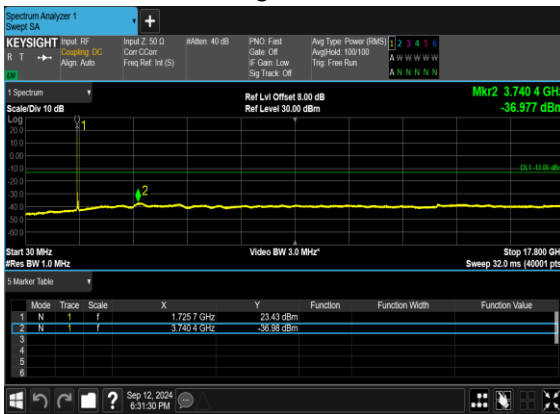 Spectrum Analyzer 1
Swept SA
+
KEYSIGHT
R T
LV
Input: RF
Coupling: DC
Align: Auto
Input Z: 50 Ω
Corr CCorr
Freq Ref: Int (S)
#Atten: 40 dB
PNO: Fast
Gate: Off
IF Gain: Low
Sig Track: Off
Avg Type: Power (RMS)
Avg|Hold: 100/100
Trig: Free Run
1 2 3 4 5 6
A W W W W W
A N N N N N
1 Spectrum
Scale/Div 10 dB
Ref Lvl Offset 8.00 dB
Ref Level 30.00 dBm
Mkr2 3.740 4 GHz
-36.977 dBm
Log
20.0
10.0
0.00
-10.0
-20.0
-30.0
-40.0
-50.0
-60.0
1
2
DL1 -13.00 dBm
Start 30 MHz
#Res BW 1.0 MHz
Video BW 3.0 MHz*
Stop 17.800 GHz
Sweep 32.0 ms (40001 pts)
5 Marker Table
Mode Trace Scale X Y Function Function Width Function Value
1 N 1 f 1.725 7 GHz 23.43 dBm
2 N 1 f 3.740 4 GHz -36.98 dBm
3
4
5
6
?
Sep 12, 2024
6:31:30 PM